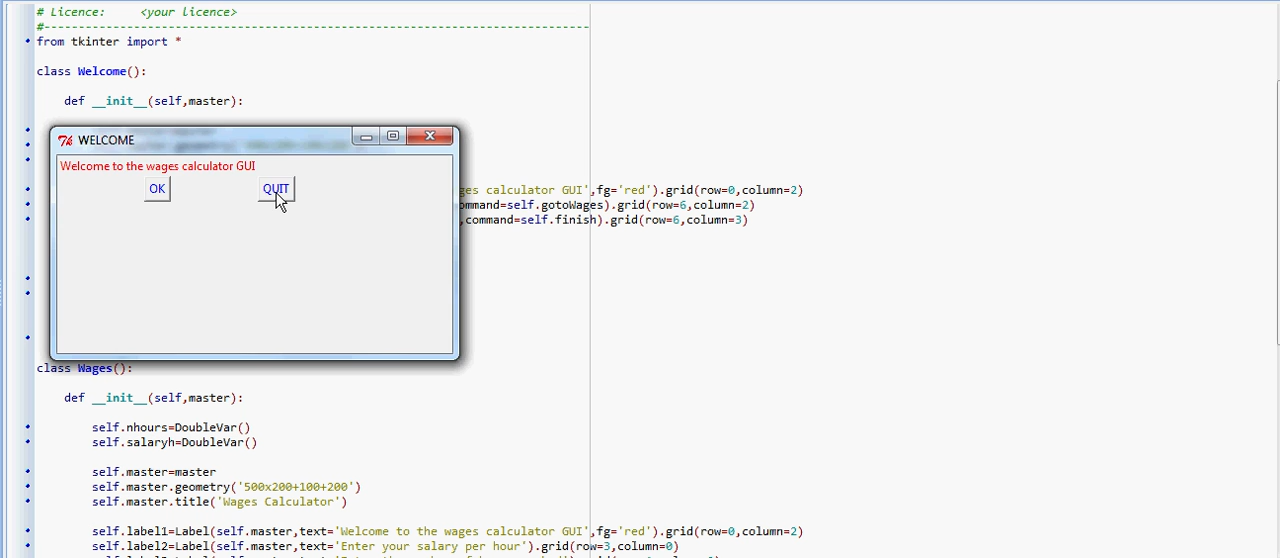 # Licence:     <your licence>
#-------------------------------------------------------------------------------
from tkinter import *
class Welcome():
def __init__(self,master):
WELCOME
Welcome to the wages calculator GUI
OK
QUIT
ges calculator GUI',fg='red').grid(row=0,column=2)
ommand=self.gotoWages).grid(row=6,column=2)
,command=self.finish).grid(row=6,column=3)
class Wages():
def __init__(self,master):
self.nhours=DoubleVar()
self.salaryh=DoubleVar()
self.master=master
self.master.geometry('500x200+100+200')
self.master.title('Wages Calculator')
self.label1=Label(self.master,text='Welcome to the wages calculator GUI',fg='red').grid(row=0,column=2)
self.label2=Label(self.master,text='Enter your salary per hour').grid(row=3,column=0)